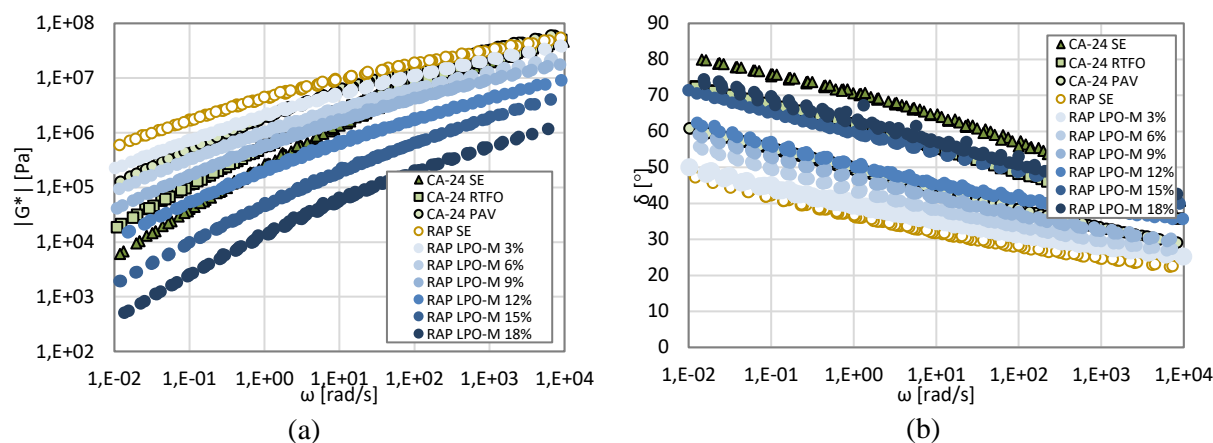 |G*| [Pa]
1,E+08
1,E+07
1,E+06
1,E+05
1,E+04
1,E+03
1,E+02
1,E-02
1,E-01
1,E+00
1,E+01
1,E+02
1,E+03
1,E+04
ω [rad/s]
CA-24 SE
CA-24 RTFO
CA-24 PAV
RAP SE
RAP LPO-M 3%
RAP LPO-M 6%
RAP LPO-M 9%
RAP LPO-M 12%
RAP LPO-M 15%
RAP LPO-M 18%
(a)
δ [°]
90
80
70
60
50
40
30
20
10
0
1,E-02
1,E-01
1,E+00
1,E+01
1,E+02
1,E+03
1,E+04
ω [rad/s]
CA-24 SE
CA-24 RTFO
CA-24 PAV
RAP SE
RAP LPO-M 3%
RAP LPO-M 6%
RAP LPO-M 9%
RAP LPO-M 12%
RAP LPO-M 15%
RAP LPO-M 18%
(b)